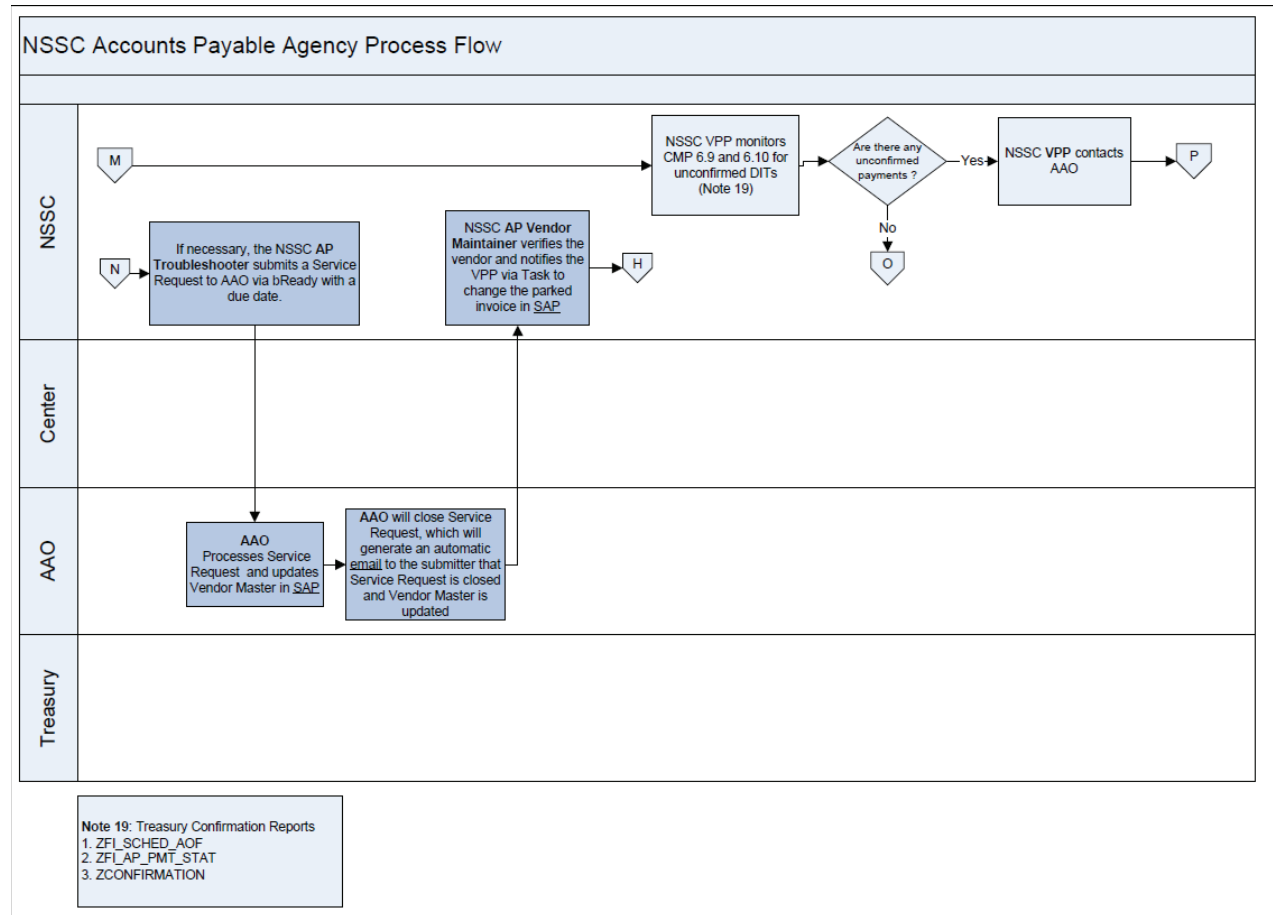 NSSC Accounts Payable Agency Process Flow
NSSC
M
NSSC VPP monitors
CMP 6.9 and 6.10 for
unconfirmed DITs
(Note 19)
Are there any
unconfirmed
payments ?
Yes
NSSC VPP contacts
AAO
P
No
O
N
If necessary, the NSSC AP
Troubleshooter submits a Service
Request to AAO via bReady with a
due date.
NSSC AP Vendor
Maintainer verifies the
vendor and notifies the
VPP via Task to
change the parked
invoice in SAP
H
Center
AAO
AAO
Processes Service
Request and updates
Vendor Master in SAP
AAO will close Service
Request, which will
generate an automatic
email to the submitter that
Service Request is closed
and Vendor Master is
updated
Treasury
Note 19: Treasury Confirmation Reports
1. ZFI_SCHED_AOF
2. ZFI_AP_PMT_STAT
3. ZCONFIRMATION